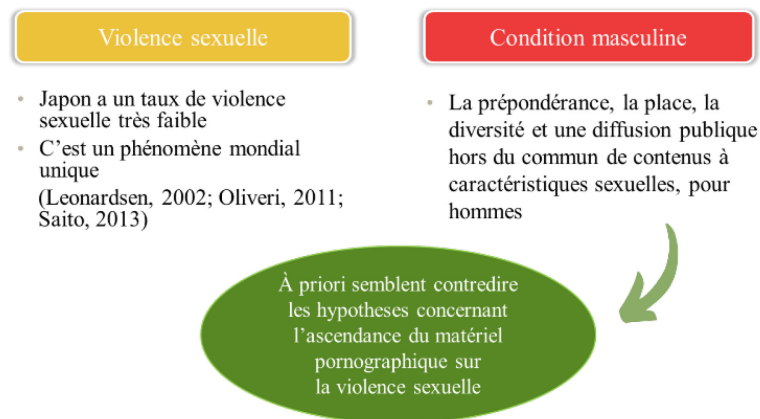 Violence sexuelle
• Japon a un taux de violence
sexuelle très faible
• C’est un phénomène mondial
unique
(Leonardsen, 2002; Oliveri, 2011;
Saito, 2013)
Condition masculine
• La prépondérance, la place, la
diversité et une diffusion publique
hors du commun de contenus à
caractéristiques sexuelles, pour
hommes
À priori semblent contredire
les hypotheses concernant
l’ascendance du matériel
pornographique sur
la violence sexuelle